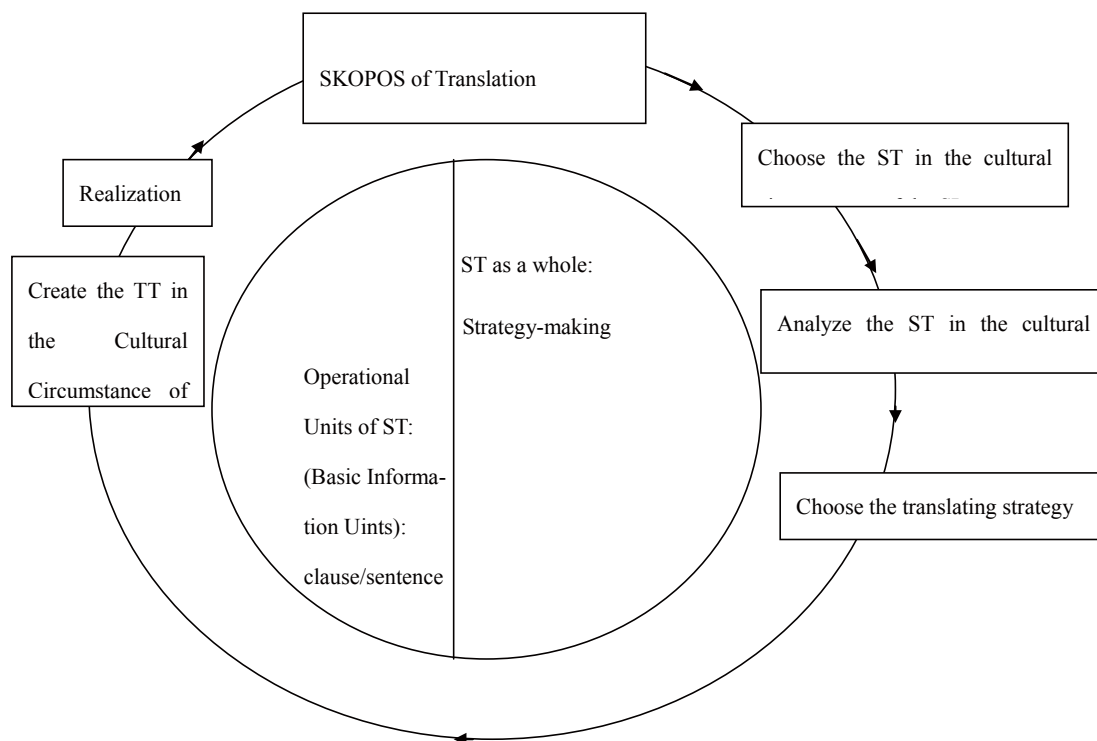 SKOPOS of Translation
Choose the ST in the cultural
Realization
ST as a whole:
Strategy-making
Create the TT in
the Cultural
Circumstance of
Analyze the ST in the cultural
Operational
Units of ST:
(Basic Informa-
tion Uints):
clause/sentence
Choose the translating strategy